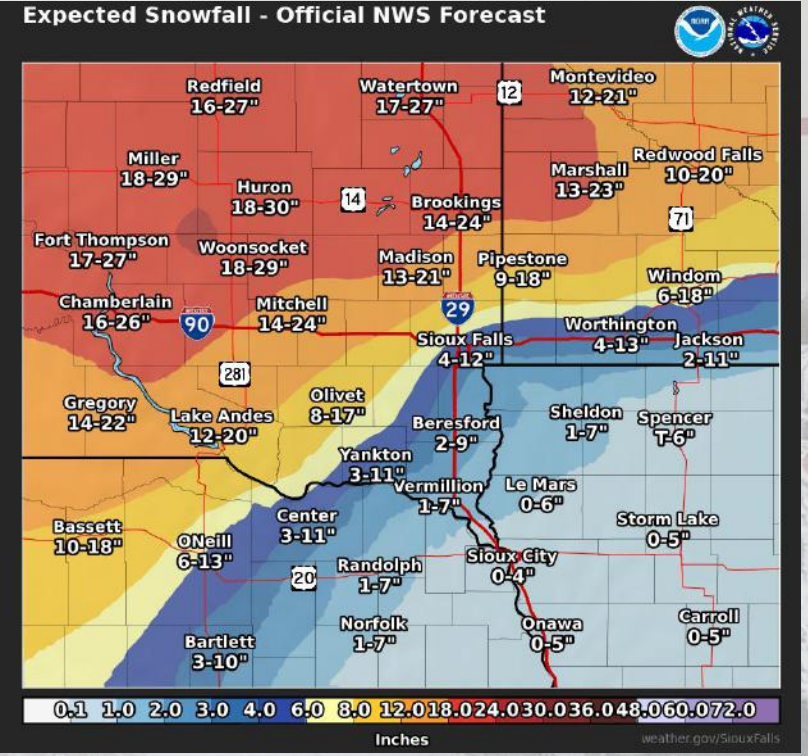 Expected Snowfall - Official NWS Forecast
NOAA
NATIONAL WEATHER SERVICE
Redfield
16-27"
Watertown
17-27"
12
Montevideo
12-21"
Miller
18-29"
Huron
18-30"
14
Brookings
14-24"
Marshall
13-23"
Redwood Falls
10-20"
71
Fort Thompson
17-27"
Woonsocket
18-29"
Madison
13-21"
Pipestone
9-18"
Windom
6-18"
Chamberlain
16-26"
90
Mitchell
14-24"
29
Sioux Falls
4-12"
Worthington
4-13"
Jackson
2-11"
281
Gregory
14-22"
Lake Andes
12-20"
Olivet
8-17"
Beresford
2-9"
Sheldon
1-7"
Spencer
T-6"
Yankton
3-11"
Vermillion
1-7"
Le Mars
0-6"
Bassett
10-18"
ONeill
6-13"
Center
3-11"
Storm Lake
0-5"
20
Randolph
1-7"
Sioux City
0-4"
Bartlett
3-10"
Norfolk
1-7"
Onawa
0-5"
Carroll
0-5"
0.1 1.0 2.0 3.0 4.0 6.0 8.0 12.0 18.0 24.0 30.0 36.0 48.0 60.0 72.0
Inches
weather.gov/SiouxFalls